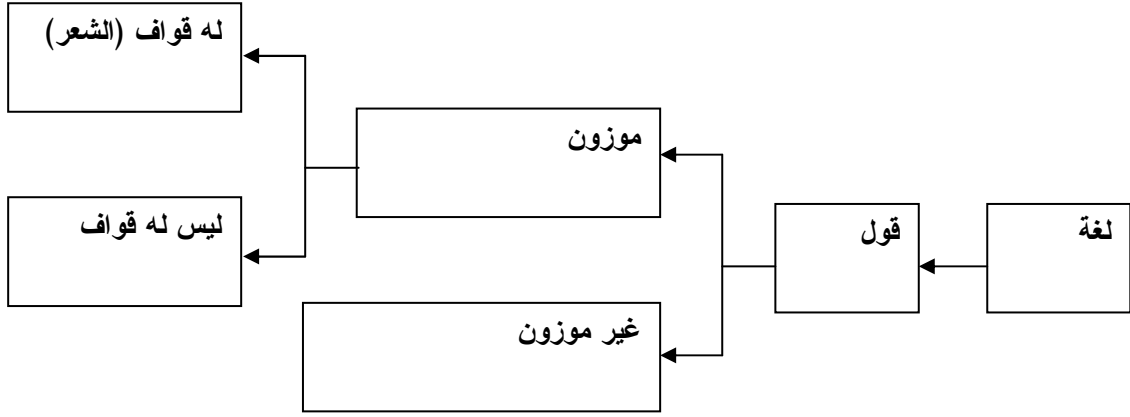 لغة
قول
موزون
غير موزون
له قواف (الشعر)
ليس له قواف